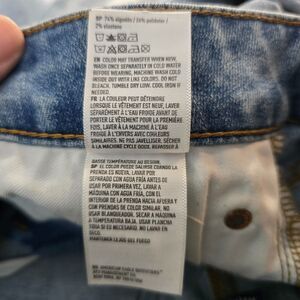 SP 74% algodón / 24% poliéster /
2% elastano
EN COLOR MAY TRANSFER WHEN NEW.
WASH ONCE SEPARATELY IN COLD WATER
BEFORE WEARING. MACHINE WASH COLD
INSIDE OUT WITH LIKE COLORS. DO NOT
BLEACH. TUMBLE DRY LOW. COOL IRON IF
NEEDED.
FR LA COULEUR PEUT DÉTEINDRE
LORSQUE LE VÊTEMENT EST NEUF, LAVER
SÉPARÉMENT À L'EAU FROIDE AVANT
DE PORTER LE VÊTEMENT POUR LA PREMIÈRE
FOIS. LAVER À LA MACHINE À L'EAU
FROIDE À L'ENVERS AVEC DES COULEURS
SIMILAIRES. NE PAS JAVELLISER. SÉCHER
À LA MACHINE CYCLE DOUX. REPASSER À
BASSE TEMPÉRATURE AU BESOIN.
SP EL COLOR PUEDE SALIRSE CUANDO LA
PRENDA ES NUEVA. LAVAR POR
SEPARADO CON AGUA FRÍA ANTES DE
USAR POR PRIMERA VEZ. LAVAR A
MÁQUINA EN AGUA FRÍA
CON LA PRENDA HACIA AFUERA Y
CON PRENDAS DE COLOR SIMILAR. NO
USAR BLANQUEADOR. SECAR A MÁQUINA
A TEMPERATURA BAJA. USAR PLANCHA
TIBIA SI ES NECESARIO. NO
LAVAR EN SECO.
MANTENER LEJOS DEL FUEGO
AMERICAN EAGLE OUTFITTERS